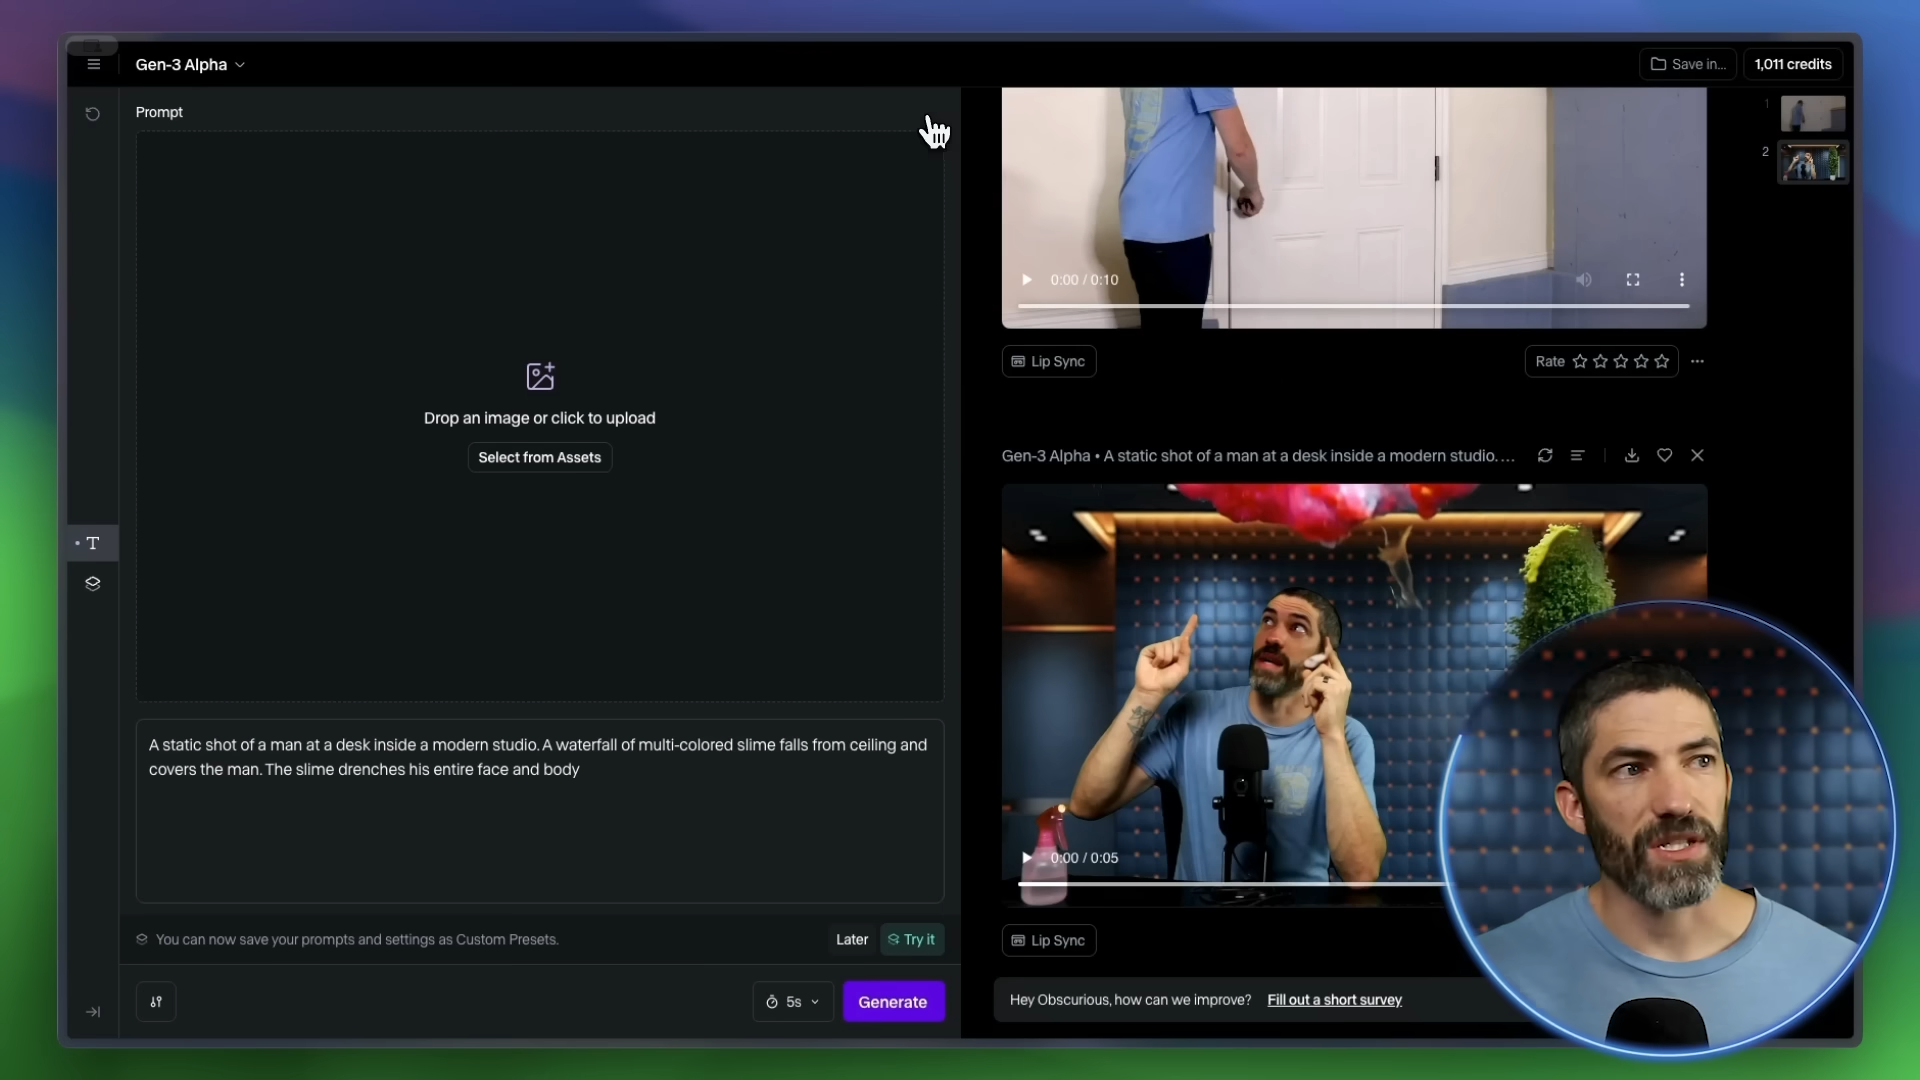 Gen-3 Alpha
Save in...
1,011 credits
Prompt
1
2
0:00 / 0:10
Drop an image or click to upload
Select from Assets
Lip Sync
Rate
Gen-3 Alpha • A static shot of a man at a desk inside a modern studio. ...
T
A static shot of a man at a desk inside a modern studio. A waterfall of multi-colored slime falls from ceiling and
covers the man. The slime drenches his entire face and body
0:00 / 0:05
You can now save your prompts and settings as Custom Presets.
Later
Try it
Lip Sync
5s
Generate
Hey Obscurious, how can we improve?
Fill out a short survey